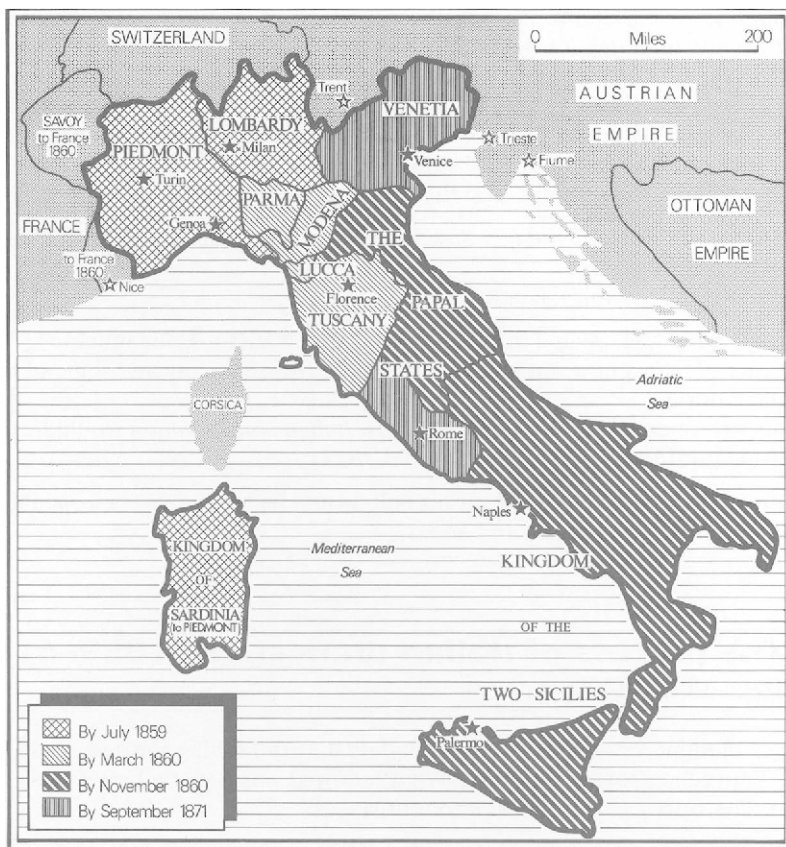 SWITZERLAND
0 Miles 200
SAVOY
to France
1860
Trent
AUSTRIAN
EMPIRE
LOMBARDY
VENETIA
PIEDMONT
Milan
Venice
Trieste
Fiume
Turin
PARMA
MODENA
OTTOMAN
EMPIRE
FRANCE
to France
1860
Nice
Genoa
THE
LUCCA
Florence
TUSCANY
PAPAL
STATES
CORSICA
Adriatic
Sea
Rome
Naples
KINGDOM
OF
SARDINIA
(to PIEDMONT)
Mediterranean
Sea
KINGDOM
OF THE
TWO SICILIES
Palermo
By July 1859
By March 1860
By November 1860
By September 1871